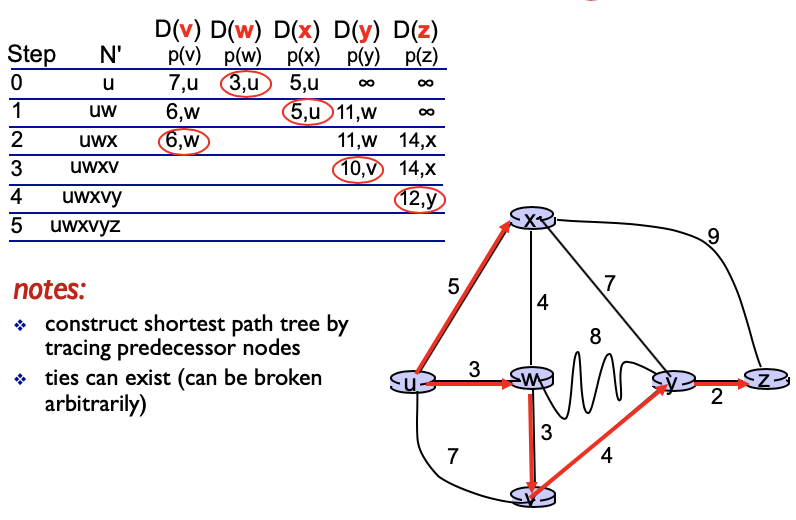 D(v) D(w) D(x) D(y) D(z)
Step N' p(v) p(w) p(x) p(y) p(z)
0 u 7,u 3,u 5,u ∞ ∞
1 uw 6,w 5,u 11,w ∞
2 uwx 6,w 11,w 14,x
3 uwxv 10,v 14,x
4 uwxvy 12,y
5 uwxvyz
notes:
construct shortest path tree by
tracing predecessor nodes
ties can exist (can be broken
arbitrarily)
x
9
5
7
4
8
3
u
w
y
z
2
3
7
4
v